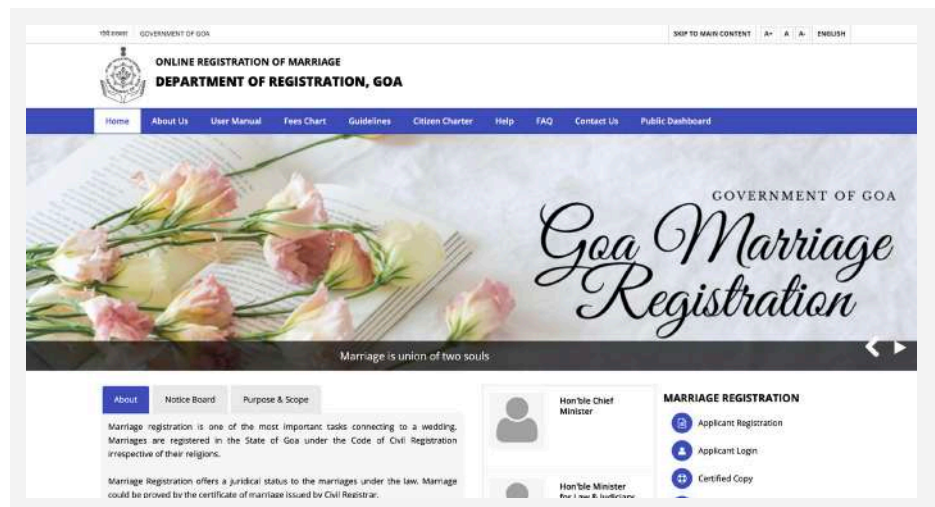 GOVERNMENT OF GOA
SKIP TO MAIN CONTENT A+ A A- ENGLISH
ONLINE REGISTRATION OF MARRIAGE
DEPARTMENT OF REGISTRATION, GOA
Home About Us User Manual Fees Chart Guidelines Citizen Charter Help FAQ Contact Us Public Dashboard
GOVERNMENT OF GOA
Goa Marriage
Registration
Marriage is union of two souls
About Notice Board Purpose & Scope
Marriage registration is one of the most important tasks connecting to a wedding.
Marriages are registered in the State of Goa under the Code of Civil Registration
irrespective of their religions.
Marriage Registration offers a juridical status to the marriages under the law. Marriage
could be proved by the certificate of marriage issued by Civil Registrar.
Hon'ble Chief
Minister
Hon'ble Minister
for Law & Judiciary
MARRIAGE REGISTRATION
Applicant Registration
Applicant Login
Certified Copy